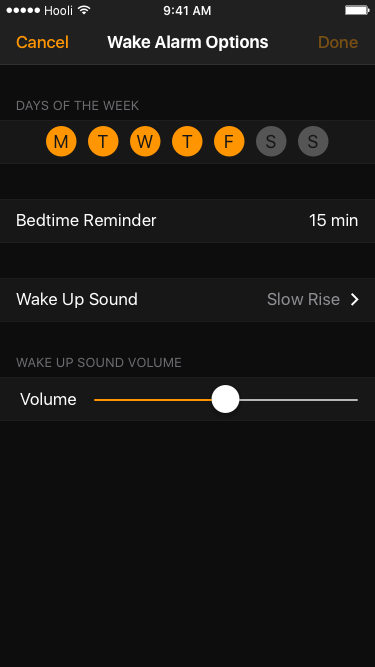 Hooli 9:41 AM
Cancel Wake Alarm Options Done
DAYS OF THE WEEK
M T W T F S S
Bedtime Reminder 15 min
Wake Up Sound Slow Rise
WAKE UP SOUND VOLUME
Volume